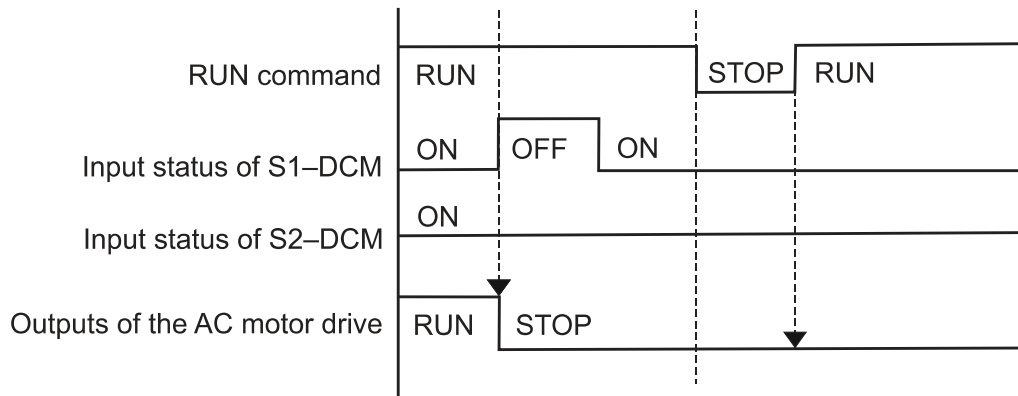 RUN command
RUN
STOP
RUN
Input status of S1–DCM
ON
OFF
ON
Input status of S2–DCM
ON
Outputs of the AC motor drive
RUN
STOP